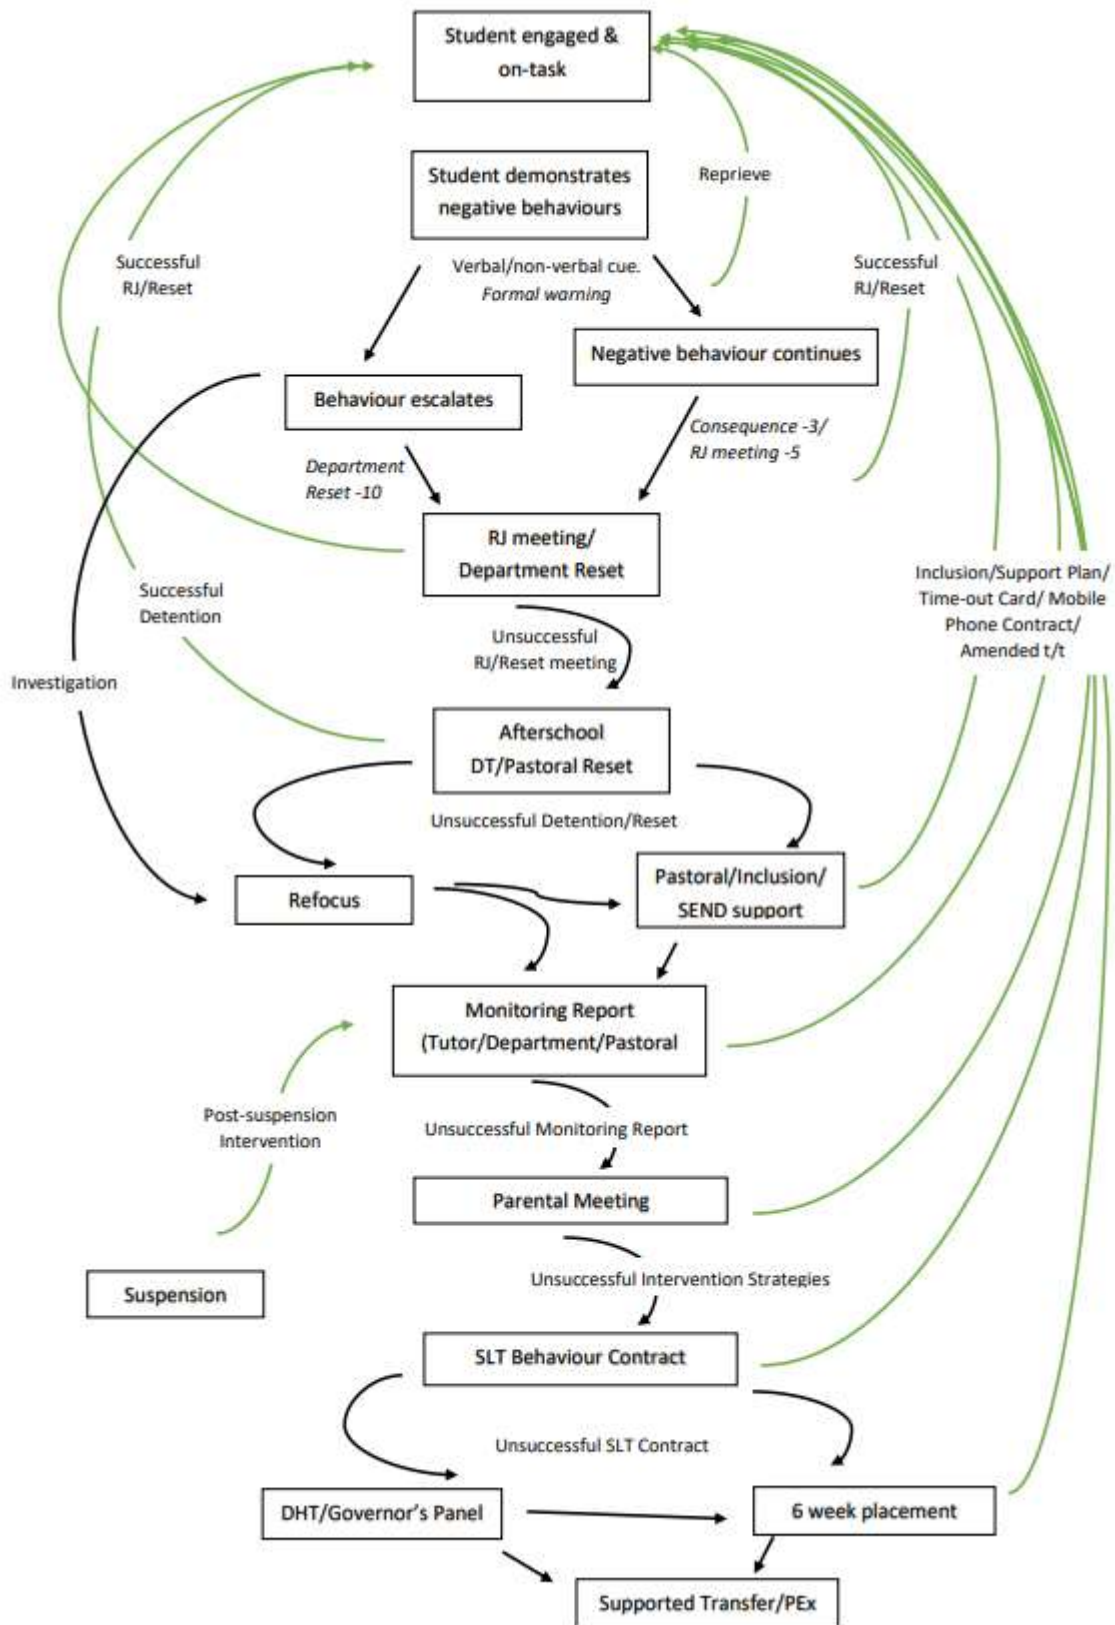 Student engaged &
on-task
Student demonstrates
negative behaviours
Reprieve
Verbal/non-verbal cue.
Formal warning
Successful
RJ/Reset
Successful
RJ/Reset
Negative behaviour continues
Behaviour escalates
Consequence -3/
RJ meeting -5
Department
Reset -10
RJ meeting/
Department Reset
Inclusion/Support Plan/
Time-out Card/ Mobile
Phone Contract/
Amended t/t
Successful
Detention
Unsuccessful
RJ/Reset meeting
Investigation
Afterschool
DT/Pastoral Reset
Unsuccessful Detention/Reset
Refocus
Pastoral/Inclusion/
SEND support
Monitoring Report
(Tutor/Department/Pastoral
Post-suspension
Intervention
Unsuccessful Monitoring Report
Parental Meeting
Suspension
Unsuccessful Intervention Strategies
SLT Behaviour Contract
Unsuccessful SLT Contract
DHT/Governor’s Panel
6 week placement
Supported Transfer/PEx